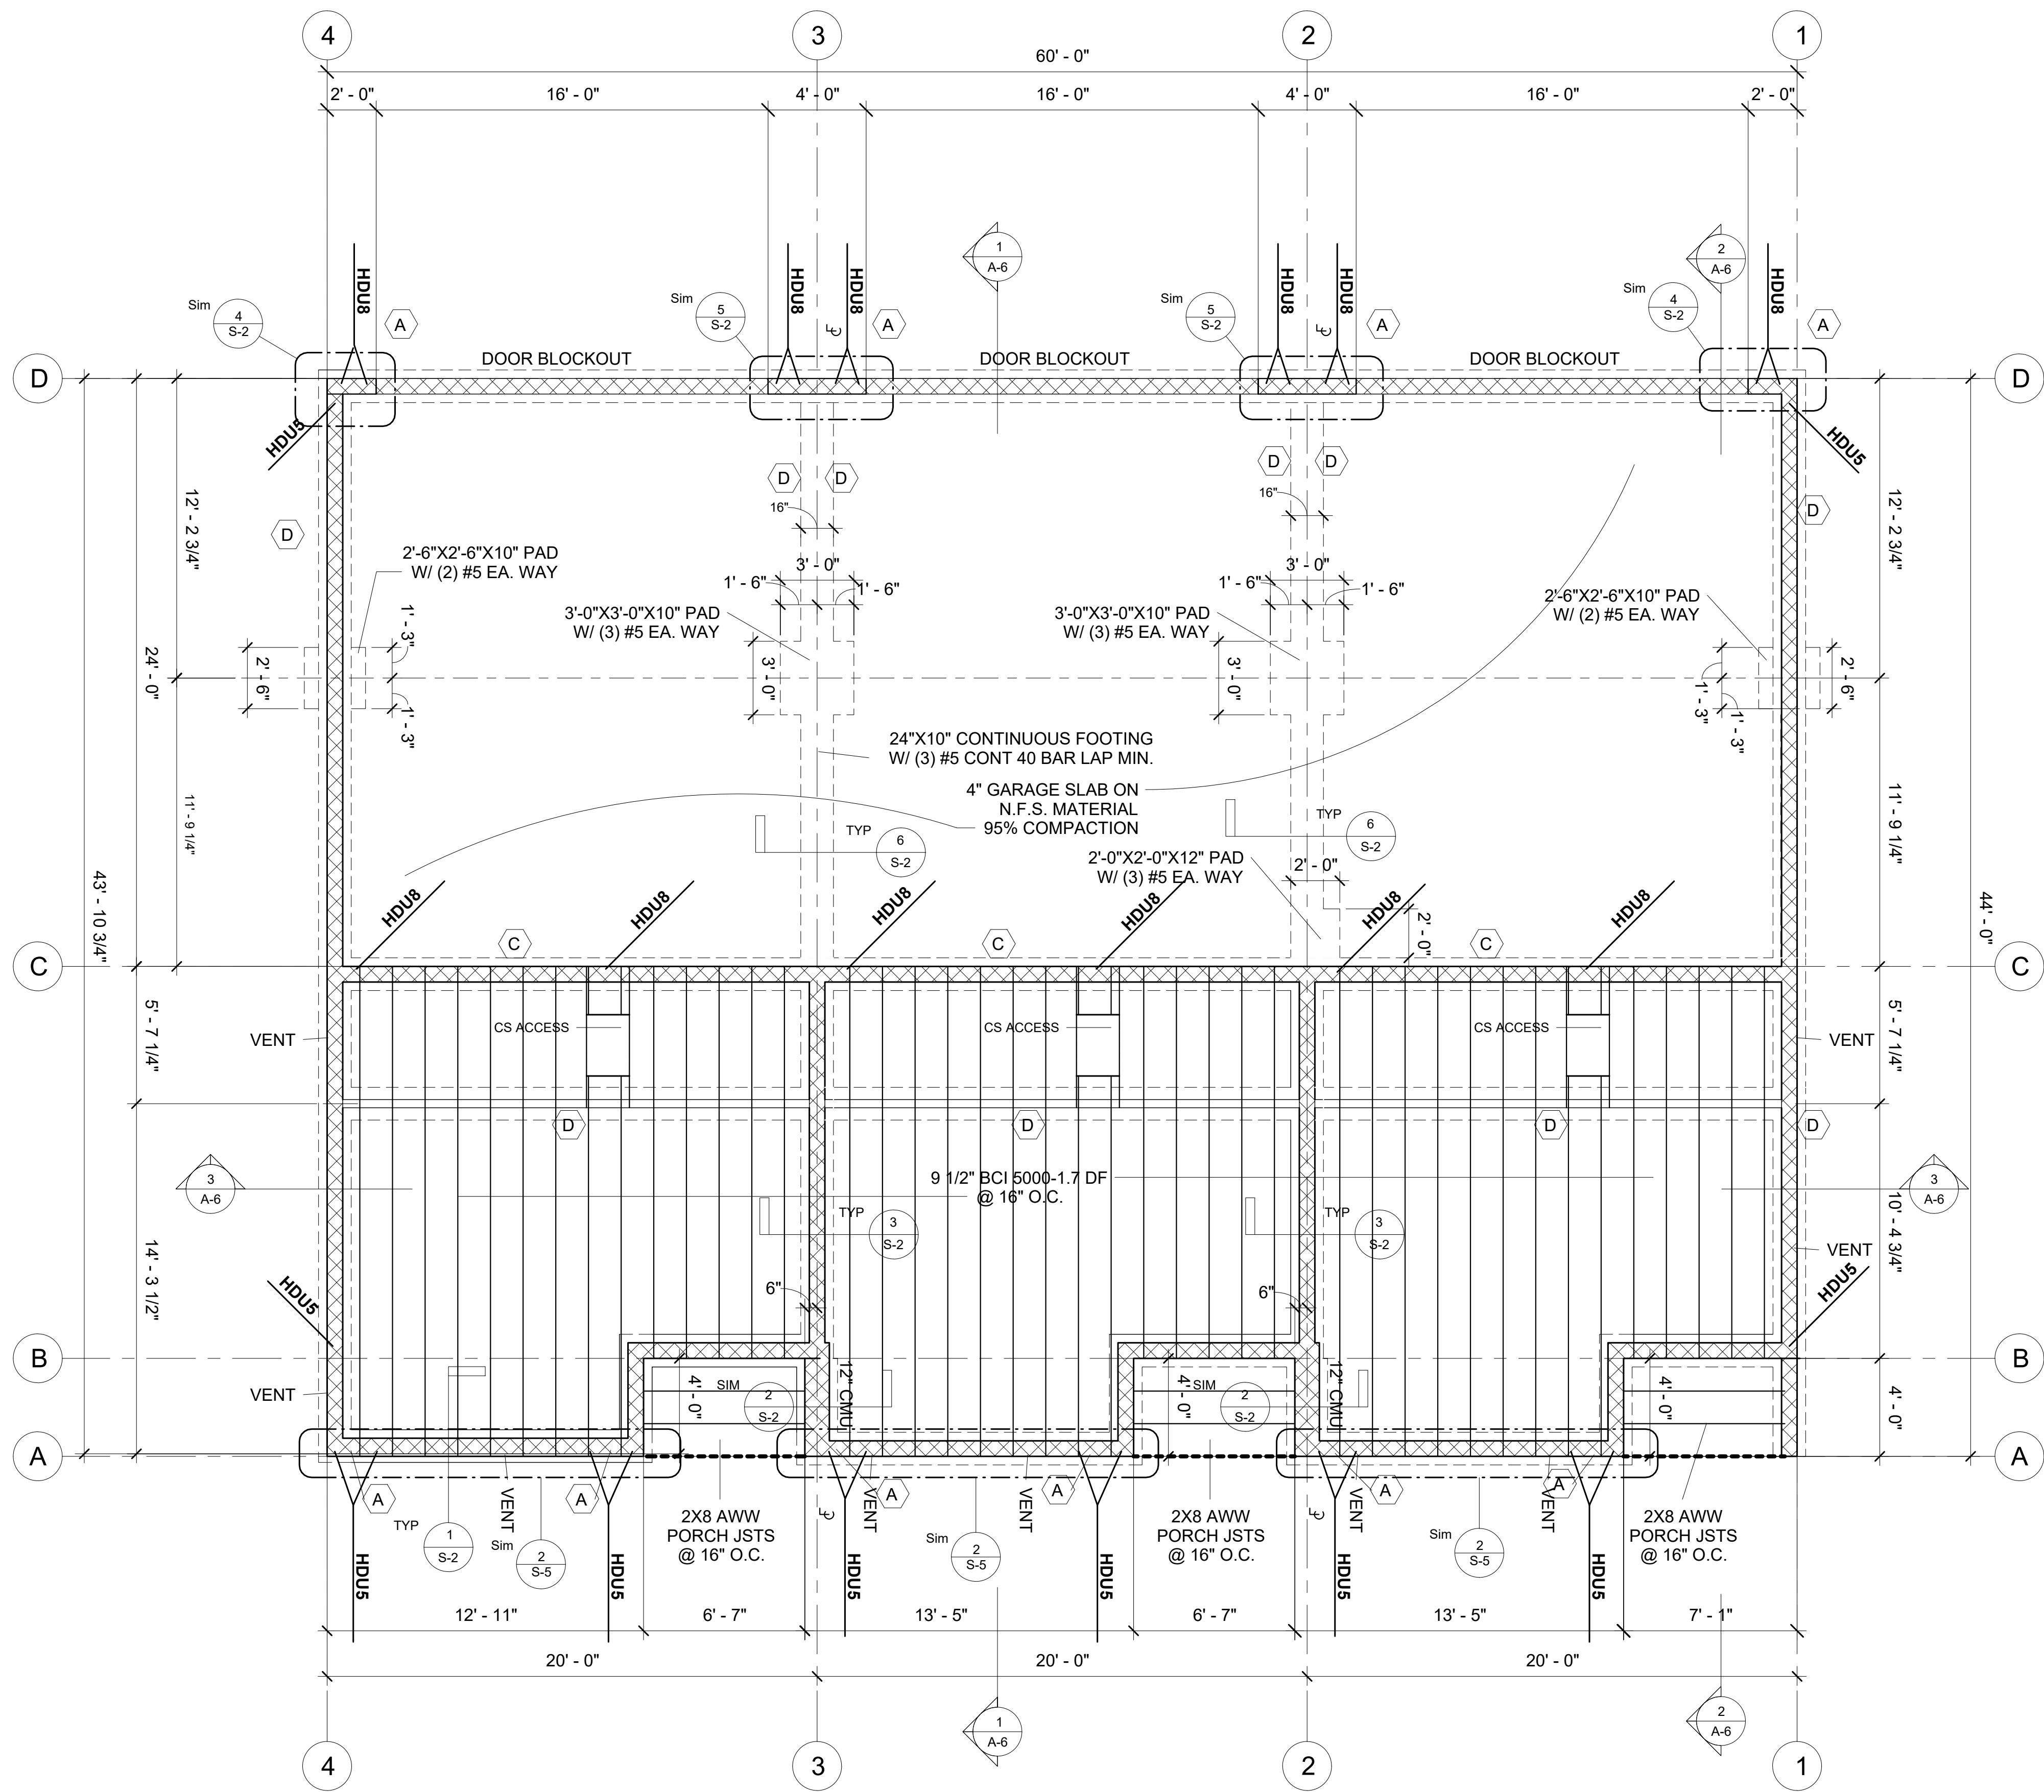 4
3
2
1
60' - 0"
2' - 0"
16' - 0"
4' - 0"
16' - 0"
4' - 0"
16' - 0"
2' - 0"
1
A-6
2
A-6
HDU8
HDU8
HDU8
HDU8
HDU8
HDU8
Sim
4
S-2
A
Sim
5
S-2
A
Sim
5
S-2
A
Sim
4
S-2
A
DOOR BLOCKOUT
DOOR BLOCKOUT
DOOR BLOCKOUT
D
D
HDU5
HDU5
D
D
D
D
16"
16"
D
D
12' - 2 3/4"
12' - 2 3/4"
2'-6"X2'-6"X10" PAD
W/ (2) #5 EA. WAY
3' - 0"
1' - 6"
1' - 6"
3' - 0"
1' - 6"
1' - 6"
3'-0"X3'-0"X10" PAD
W/ (3) #5 EA. WAY
3'-0"X3'-0"X10" PAD
W/ (3) #5 EA. WAY
2'-6"X2'-6"X10" PAD
W/ (2) #5 EA. WAY
24' - 0"
2' - 6"
1' - 3"
1' - 3"
3' - 0"
3' - 0"
1' - 3"
1' - 3"
2' - 6"
24"X10" CONTINUOUS FOOTING
W/ (3) #5 CONT 40 BAR LAP MIN.
4" GARAGE SLAB ON
N.F.S. MATERIAL
95% COMPACTION
11' - 9 1/4"
11' - 9 1/4"
TYP
6
S-2
TYP
6
S-2
2'-0"X2'-0"X12" PAD
W/ (3) #5 EA. WAY
2' - 0"
2' - 0"
43' - 10 3/4"
44' - 0"
HDU8
HDU8
HDU8
HDU8
HDU8
HDU8
C
C
C
C
C
5' - 7 1/4"
5' - 7 1/4"
VENT
CS ACCESS
CS ACCESS
CS ACCESS
VENT
D
D
D
D
3
A-6
9 1/2" BCI 5000-1.7 DF
@ 16" O.C.
3
A-6
TYP
3
S-2
TYP
3
S-2
14' - 3 1/2"
10' - 4 3/4"
VENT
HDU5
6"
6"
HDU5
B
B
VENT
4' - 0"
SIM
2
S-2
12" CMU
4' - 0"
SIM
2
S-2
12" CMU
4' - 0"
4' - 0"
A
A
A
A
A
A
A
A
TYP
1
S-2
VENT
Sim
2
S-5
2X8 AWW
PORCH JSTS
@ 16" O.C.
VENT
Sim
2
S-5
VENT
2X8 AWW
PORCH JSTS
@ 16" O.C.
VENT
Sim
2
S-5
VENT
2X8 AWW
PORCH JSTS
@ 16" O.C.
HDU5
HDU5
HDU5
HDU5
HDU5
HDU5
12' - 11"
6' - 7"
13' - 5"
6' - 7"
13' - 5"
7' - 1"
20' - 0"
20' - 0"
20' - 0"
1
A-6
2
A-6
4
3
2
1